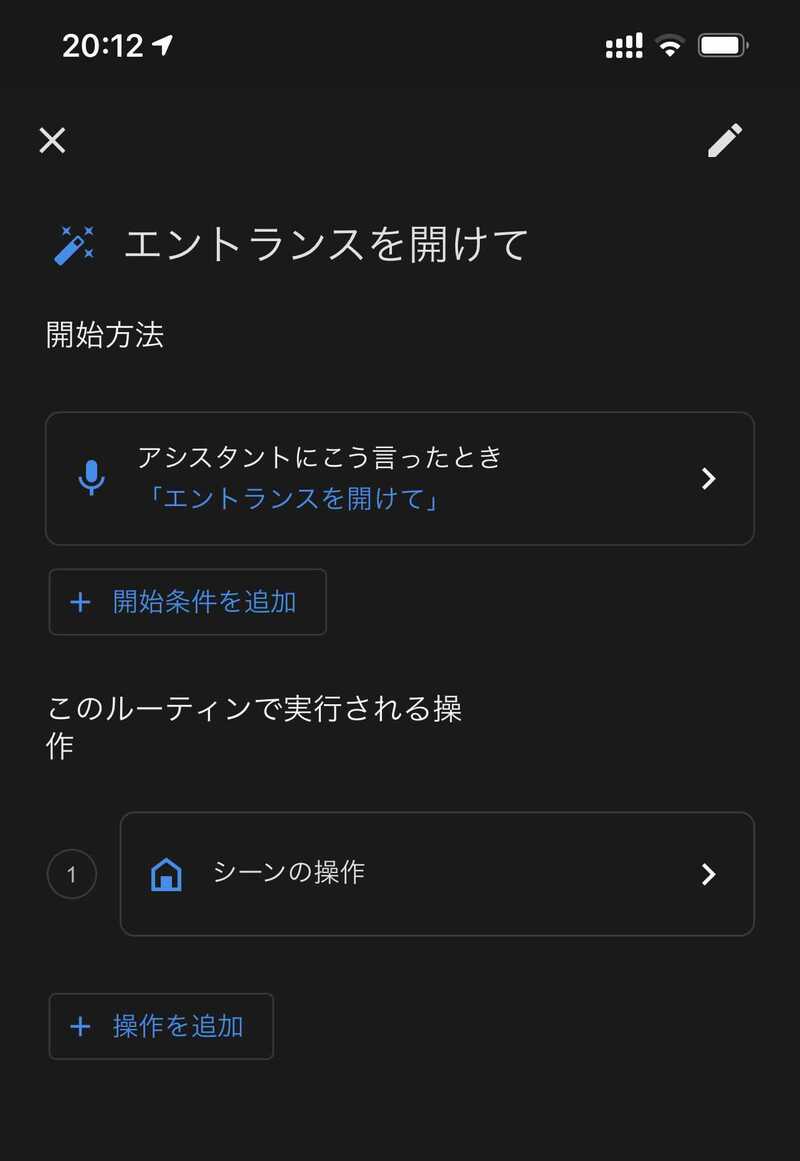 20:12
エントランスを開けて
開始方法
アシスタントにこう言ったとき
「エントランスを開けて」
+ 開始条件を追加
このルーティンで実行される操
作
1
シーンの操作
+ 操作を追加